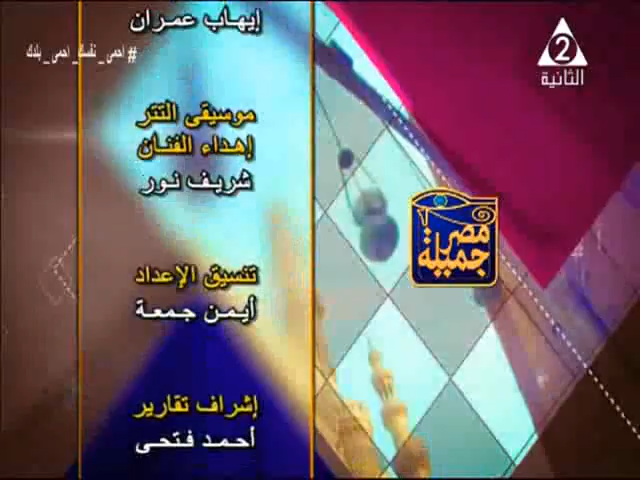 إيهاب عمران
2
الثانية
#احمى_نفسك_احمى_بلدك
موسيقى التتر
إهداء الفنان
شريف نور
مصر
جميلة
تنسيق الإعداد
أيمن جمعة
إشراف تقارير
أحمد فتحى